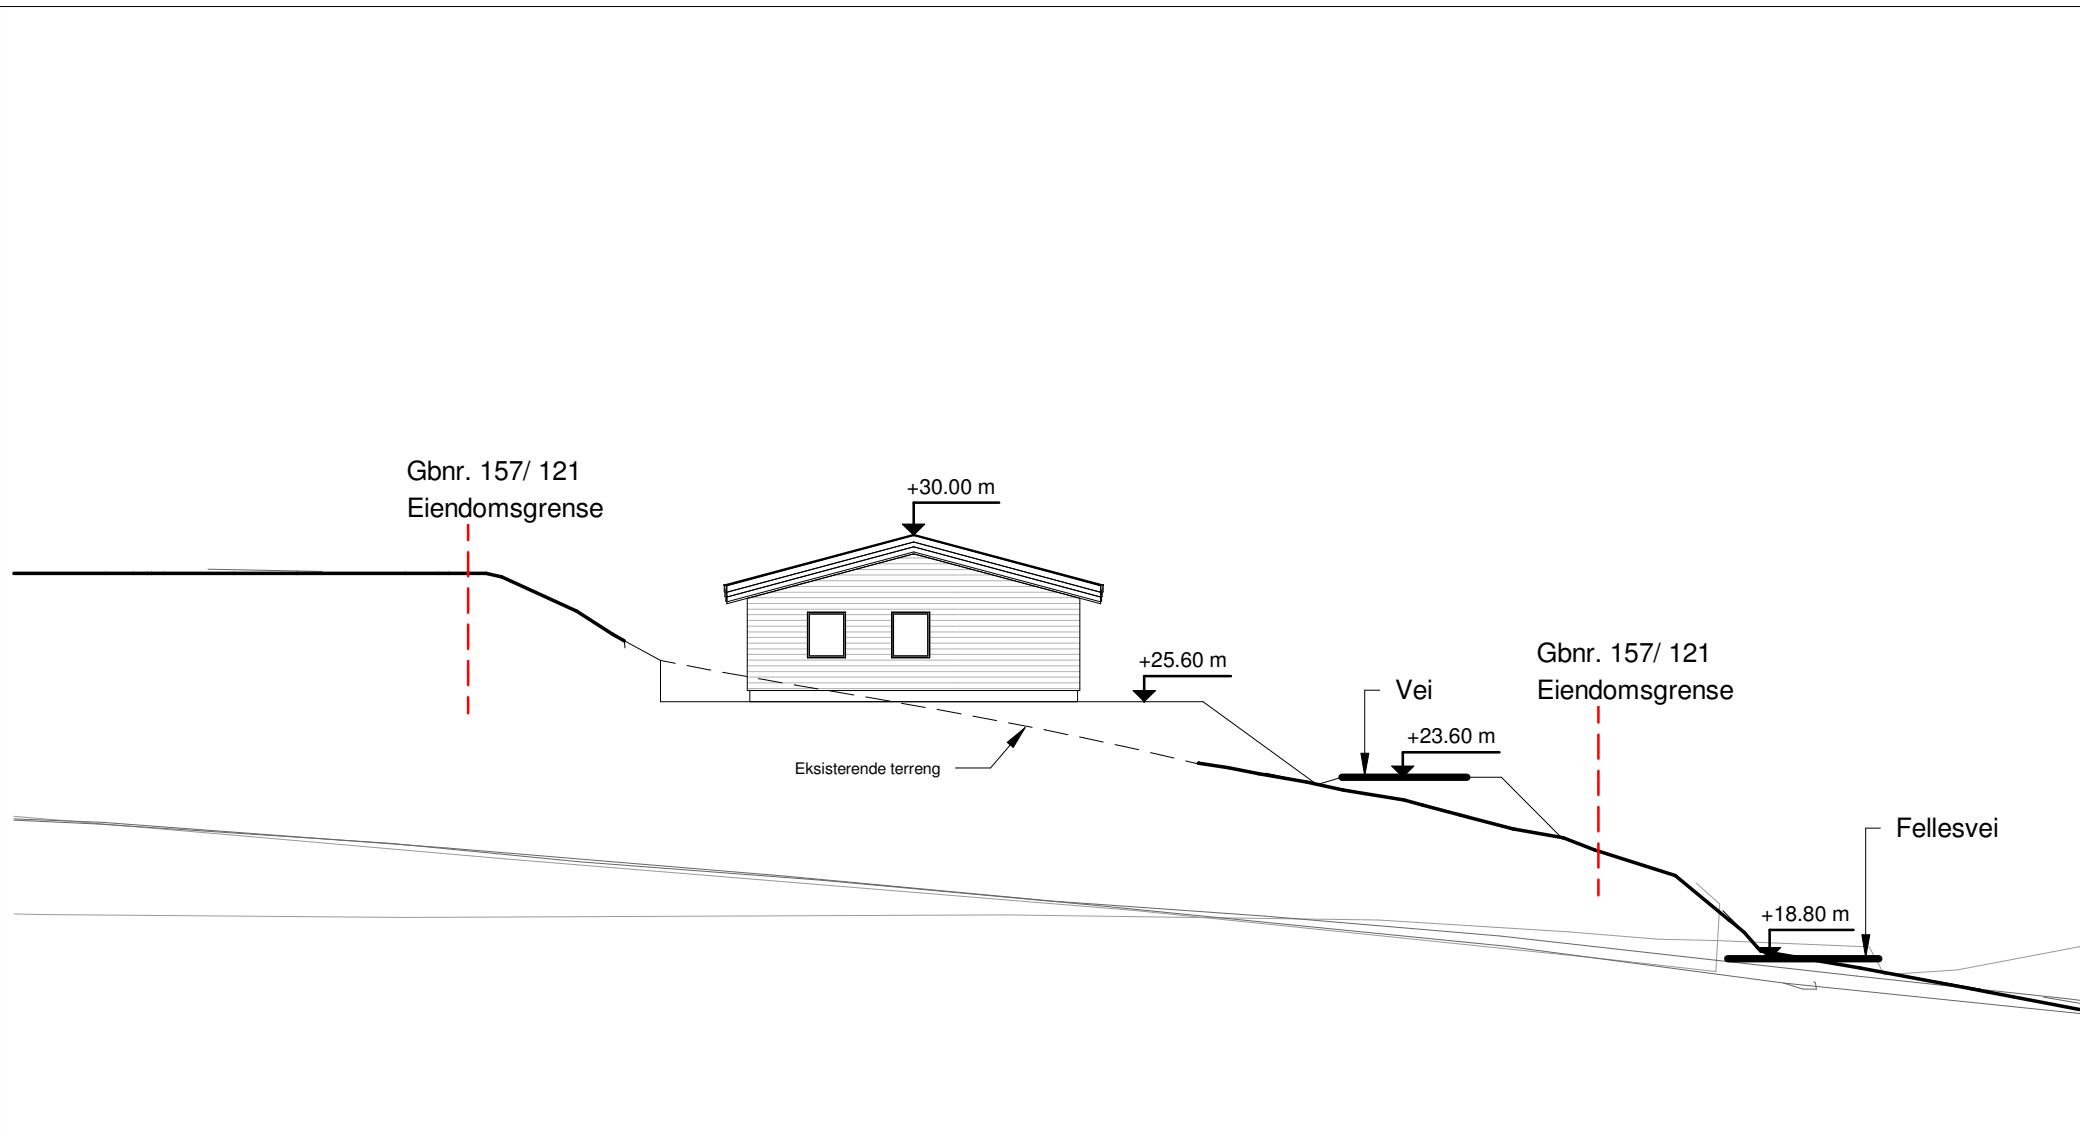 Gbnr. 157/ 121
Eiendomsgrense
+30.00 m
+25.60 m
Eksisterende terreng
Vei
+23.60 m
Gbnr. 157/ 121
Eiendomsgrense
Fellesvei
+18.80 m